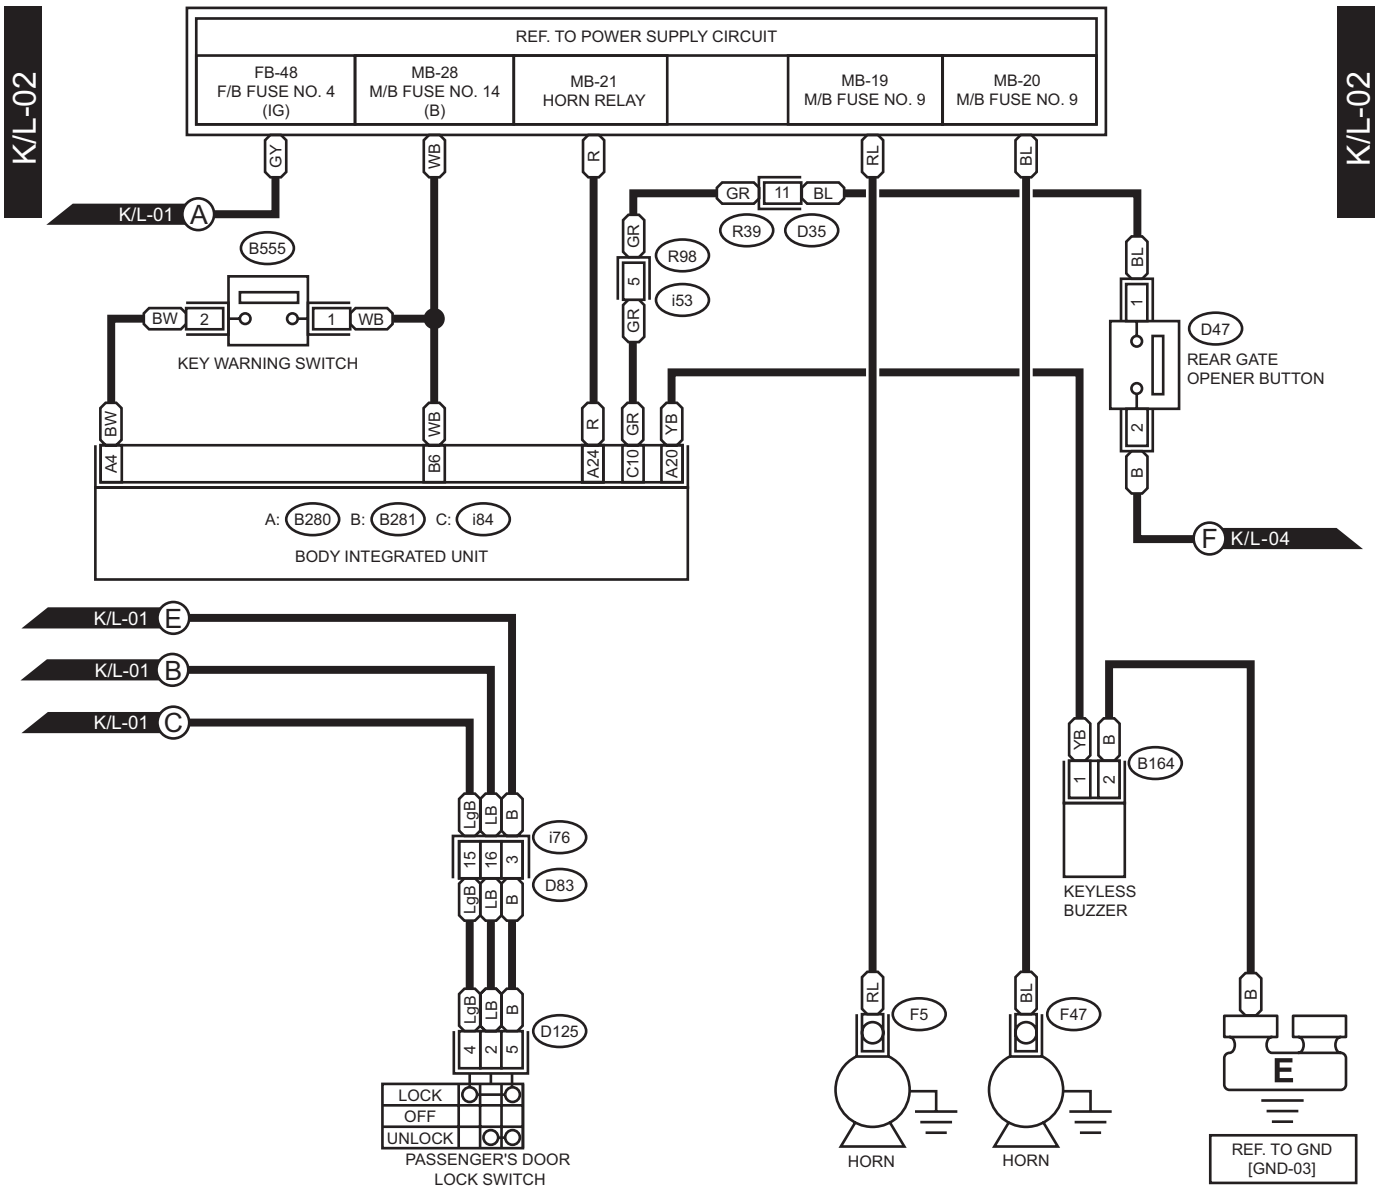 K/L-02
K/L-02
REF. TO POWER SUPPLY CIRCUIT
FB-48
F/B FUSE NO. 4
(IG)
MB-28
M/B FUSE NO. 14
(B)
MB-21
HORN RELAY
MB-19
M/B FUSE NO. 9
MB-20
M/B FUSE NO. 9
GY
WB
R
RL
BL
K/L-01 A
GR 11 BL
R39
D35
B555
GR
R98
5
i53
GR
BL
1
BW 2 1 WB
KEY WARNING SWITCH
D47
REAR GATE
OPENER BUTTON
2
B
BW
WB
R
GR
YB
A4
B6
A24
C10
A20
A: B280 B: B281 C: i84
BODY INTEGRATED UNIT
F K/L-04
K/L-01 E
K/L-01 B
K/L-01 C
YB
B
1
2
B164
KEYLESS
BUZZER
LgB
LB
B
i76
15
16
3
D83
LgB
LB
B
LgB
LB
B
D125
4
2
5
LOCK
OFF
UNLOCK
PASSENGER'S DOOR
LOCK SWITCH
RL
F5
HORN
BL
F47
HORN
B
E
REF. TO GND
[GND-03]